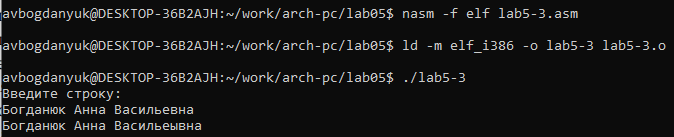 avbogdanyuk@DESKTOP-36B2AJH:~/work/arch-pc/lab05$ nasm -f elf lab5-3.asm
avbogdanyuk@DESKTOP-36B2AJH:~/work/arch-pc/lab05$ ld -m elf_i386 -o lab5-3 lab5-3.o
avbogdanyuk@DESKTOP-36B2AJH:~/work/arch-pc/lab05$ ./lab5-3
Введите строку:
Богданюк Анна Васильевна
Богданюк Анна Васильеывна